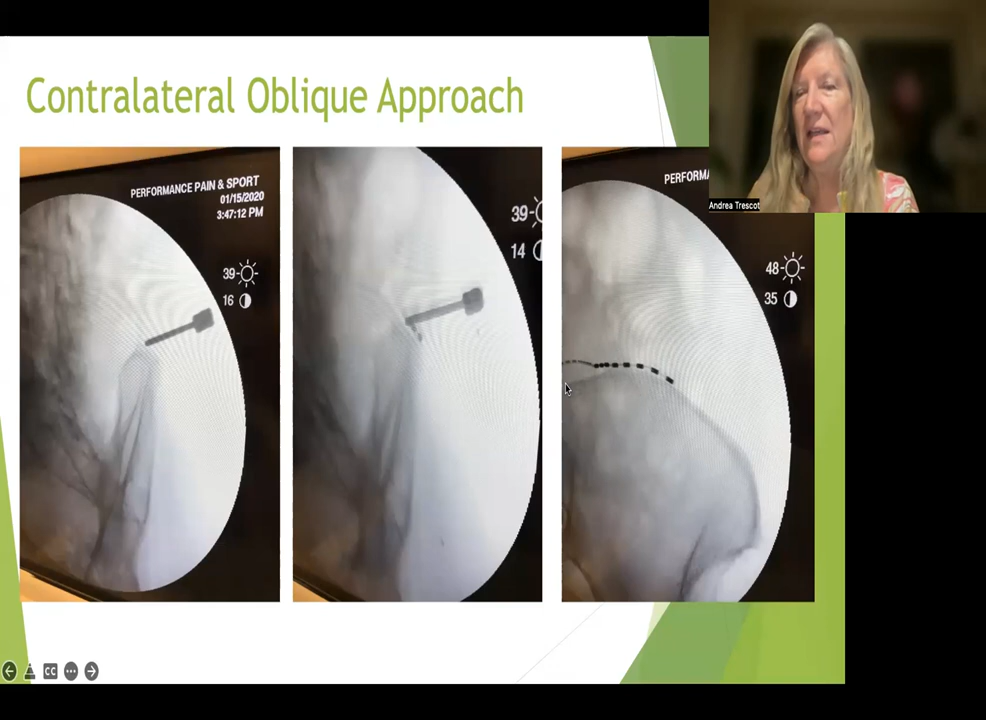 Contralateral Oblique Approach
PERFORMANCE PAIN & SPORT
01/15/2020
3:47:12 PM
39
16
39
14
PERFORMA
48
35
Andrea Trescot
CC